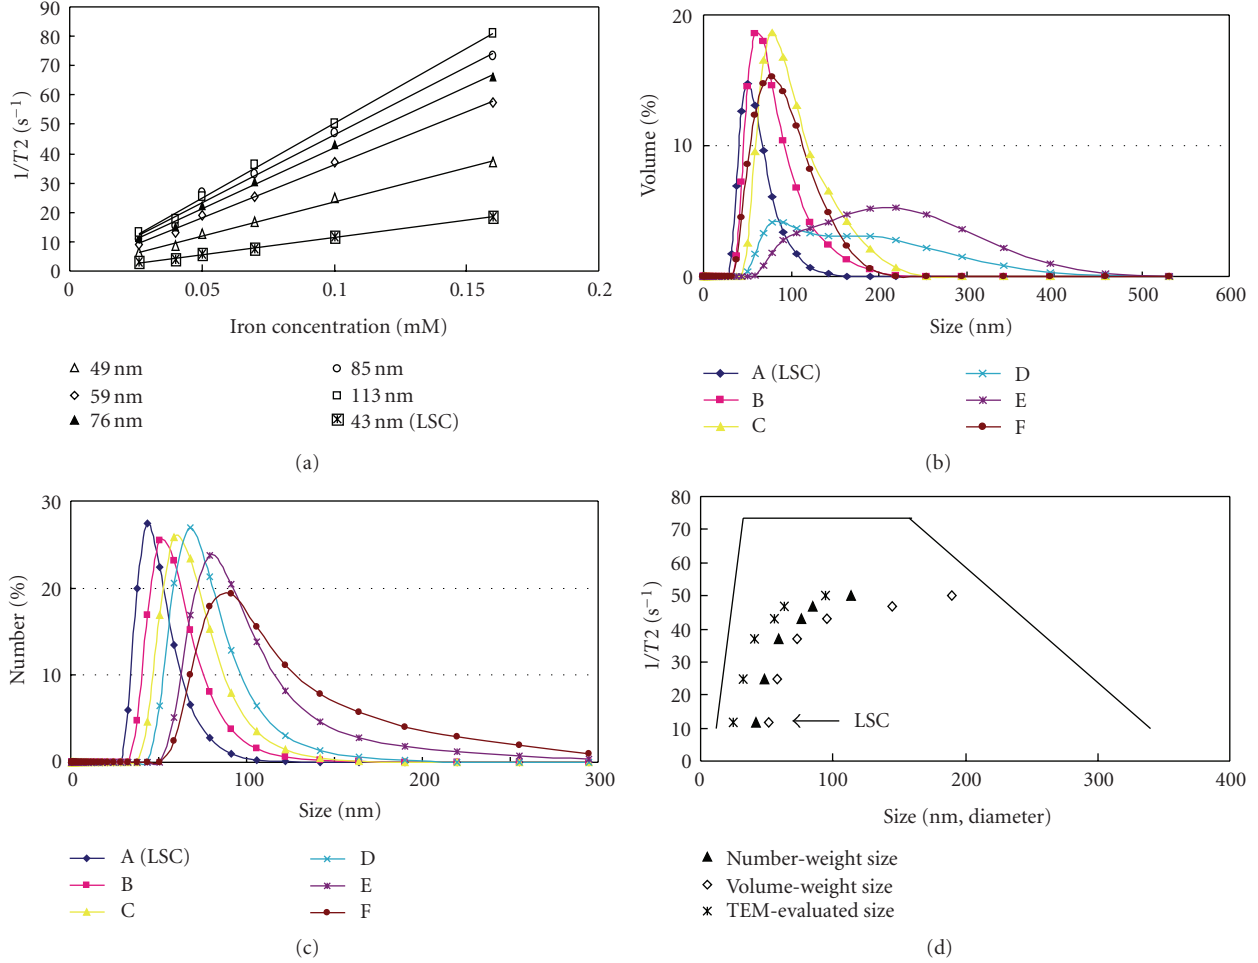 90
80
70
60
50
40
30
20
10
0
1/T2 (s⁻¹)
0 0.05 0.1 0.15 0.2
Iron concentration (mM)
49 nm 85 nm
59 nm 113 nm
76 nm 43 nm (LSC)
(a)
20
10
0
Volume (%)
0 100 200 300 400 500 600
Size (nm)
A (LSC) D
B E
C F
(b)
30
20
10
0
Number (%)
0 100 200 300
Size (nm)
A (LSC) D
B E
C F
(c)
80
70
60
50
40
30
20
10
0
1/T2 (s⁻¹)
LSC
0 100 200 300 400
Size (nm, diameter)
Number-weight size
Volume-weight size
TEM-evaluated size
(d)